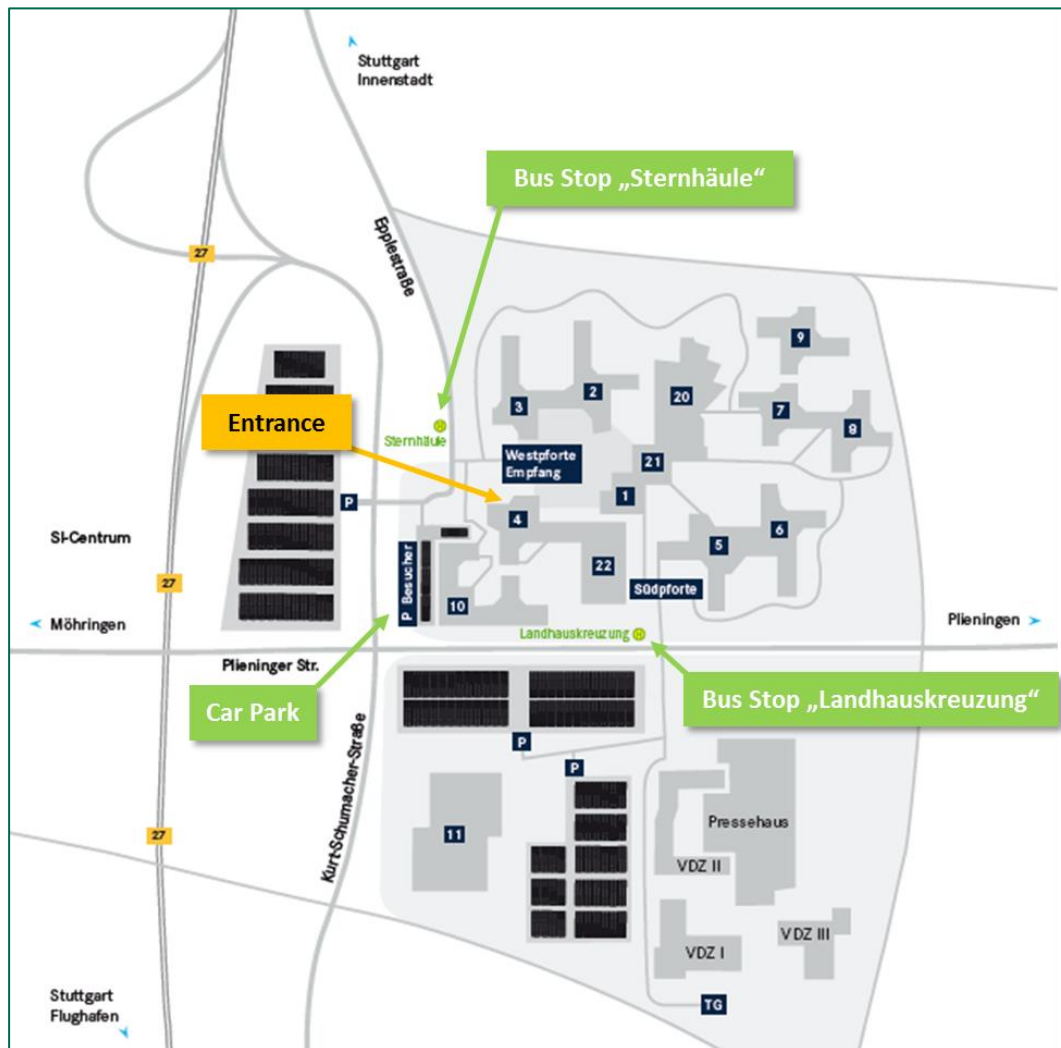 Stuttgart
Innenstadt
Bus Stop „Sternhäule“
Epplestraße
27
9
2
3
20
7
8
Entrance
Sternhäule
Westpforte
Empfang
21
1
P
4
6
5
SI-Centrum
P Besucher
22
27
Südpforte
10
Möhringen
Plieningen
Landhauskreuzung
Plieninger Str.
Car Park
Bus Stop „Landhauskreuzung“
P
P
Kurt-Schumacher-Straße
Pressehaus
11
27
VDZ II
VDZ III
VDZ I
Stuttgart
Flughafen
TG